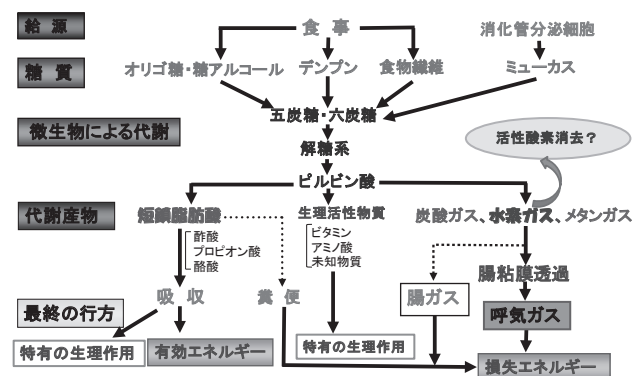 給源
食事
消化管分泌細胞
糖質
オリゴ糖・糖アルコール
デンプン
食物繊維
ミューカス
五炭糖・六炭糖
微生物による代謝
解糖系
活性酸素消去?
ピルビン酸
代謝産物
短鎖脂肪酸
生理活性物質
炭酸ガス、水素ガス、メタンガス
酢酸
プロピオン酸
酪酸
ビタミン
アミノ酸
未知物質
腸粘膜透過
吸収
糞便
腸ガス
呼気ガス
最終の行方
特有の生理作用
有効エネルギー
特有の生理作用
損失エネルギー